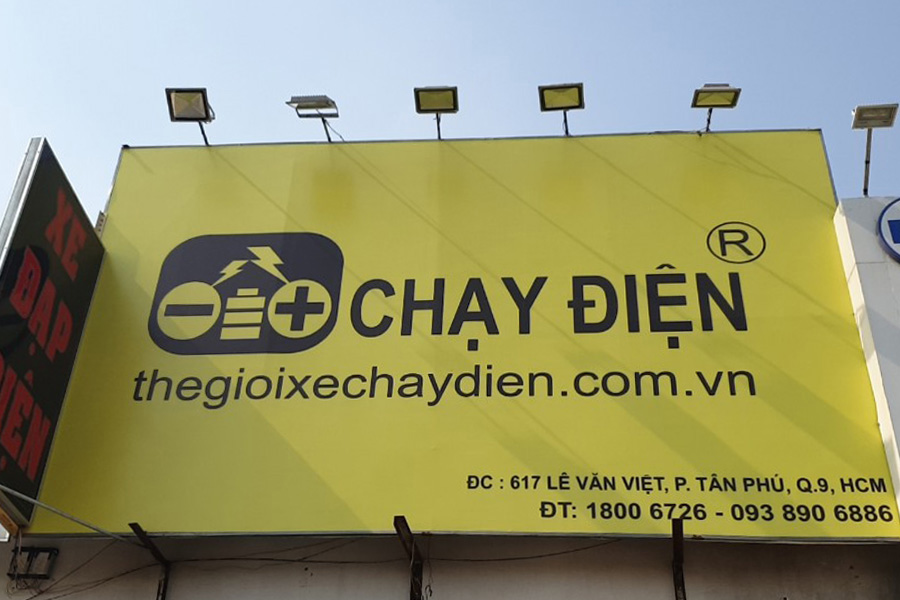 XE
ĐẠP
ĐIỆN
CHẠY ĐIỆN ®
thegioixechaydien.com.vn
ĐC : 617 LÊ VĂN VIỆT, P. TÂN PHÚ, Q.9, HCM
ĐT: 1800 6726 - 093 890 6886